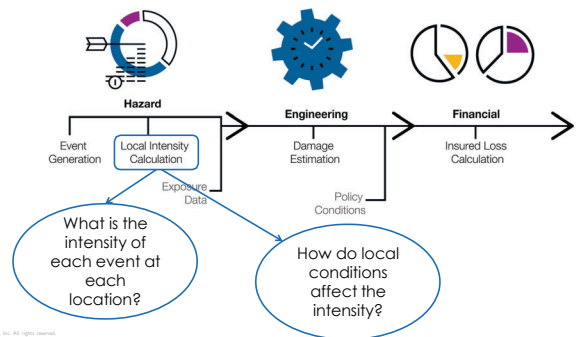 Hazard
Engineering
Financial
Event
Generation
Local Intensity
Calculation
Damage
Estimation
Insured Loss
Calculation
Exposure
Data
Policy
Conditions
What is the
intensity of
each event at
each
location?
How do local
conditions
affect the
intensity?
, Inc. All rights reserved.